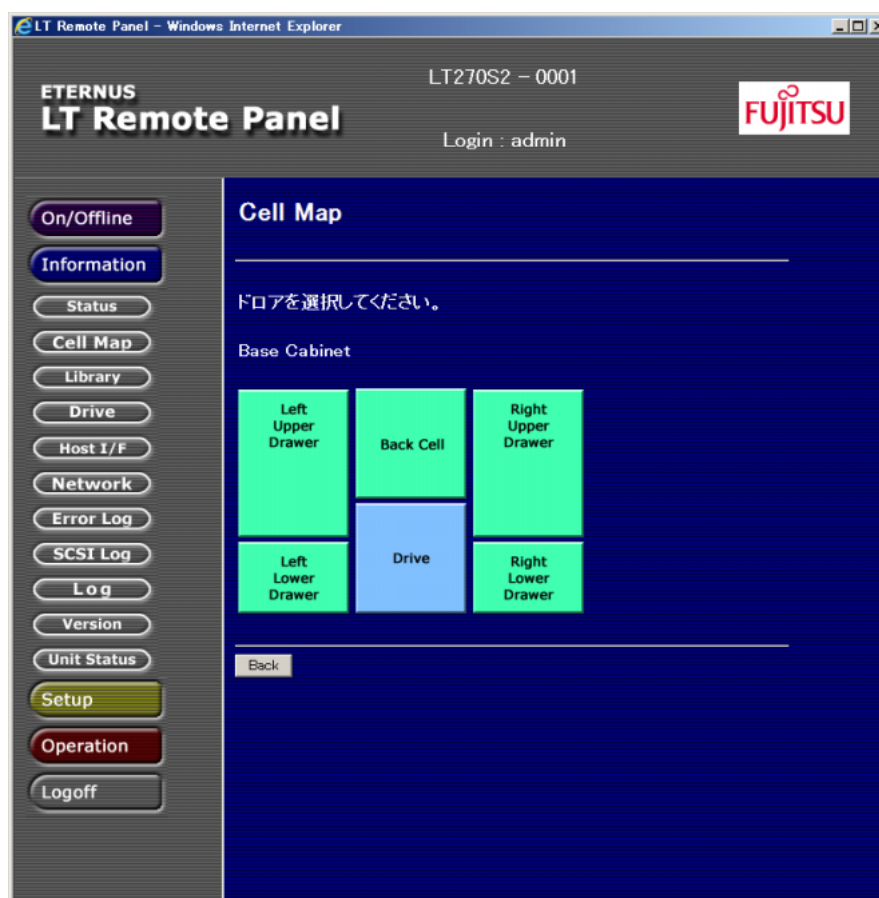 LT Remote Panel - Windows Internet Explorer
LT270S2 - 0001
ETERNUS
LT Remote Panel
FUJITSU
Login : admin
On/Offline
Information
Status
Cell Map
Library
Drive
Host I/F
Network
Error Log
SCSI Log
Log
Version
Unit Status
Setup
Operation
Logoff
Cell Map
ドロアを選択してください。
Base Cabinet
Left
Upper
Drawer
Back Cell
Right
Upper
Drawer
Left
Lower
Drawer
Drive
Right
Lower
Drawer
Back